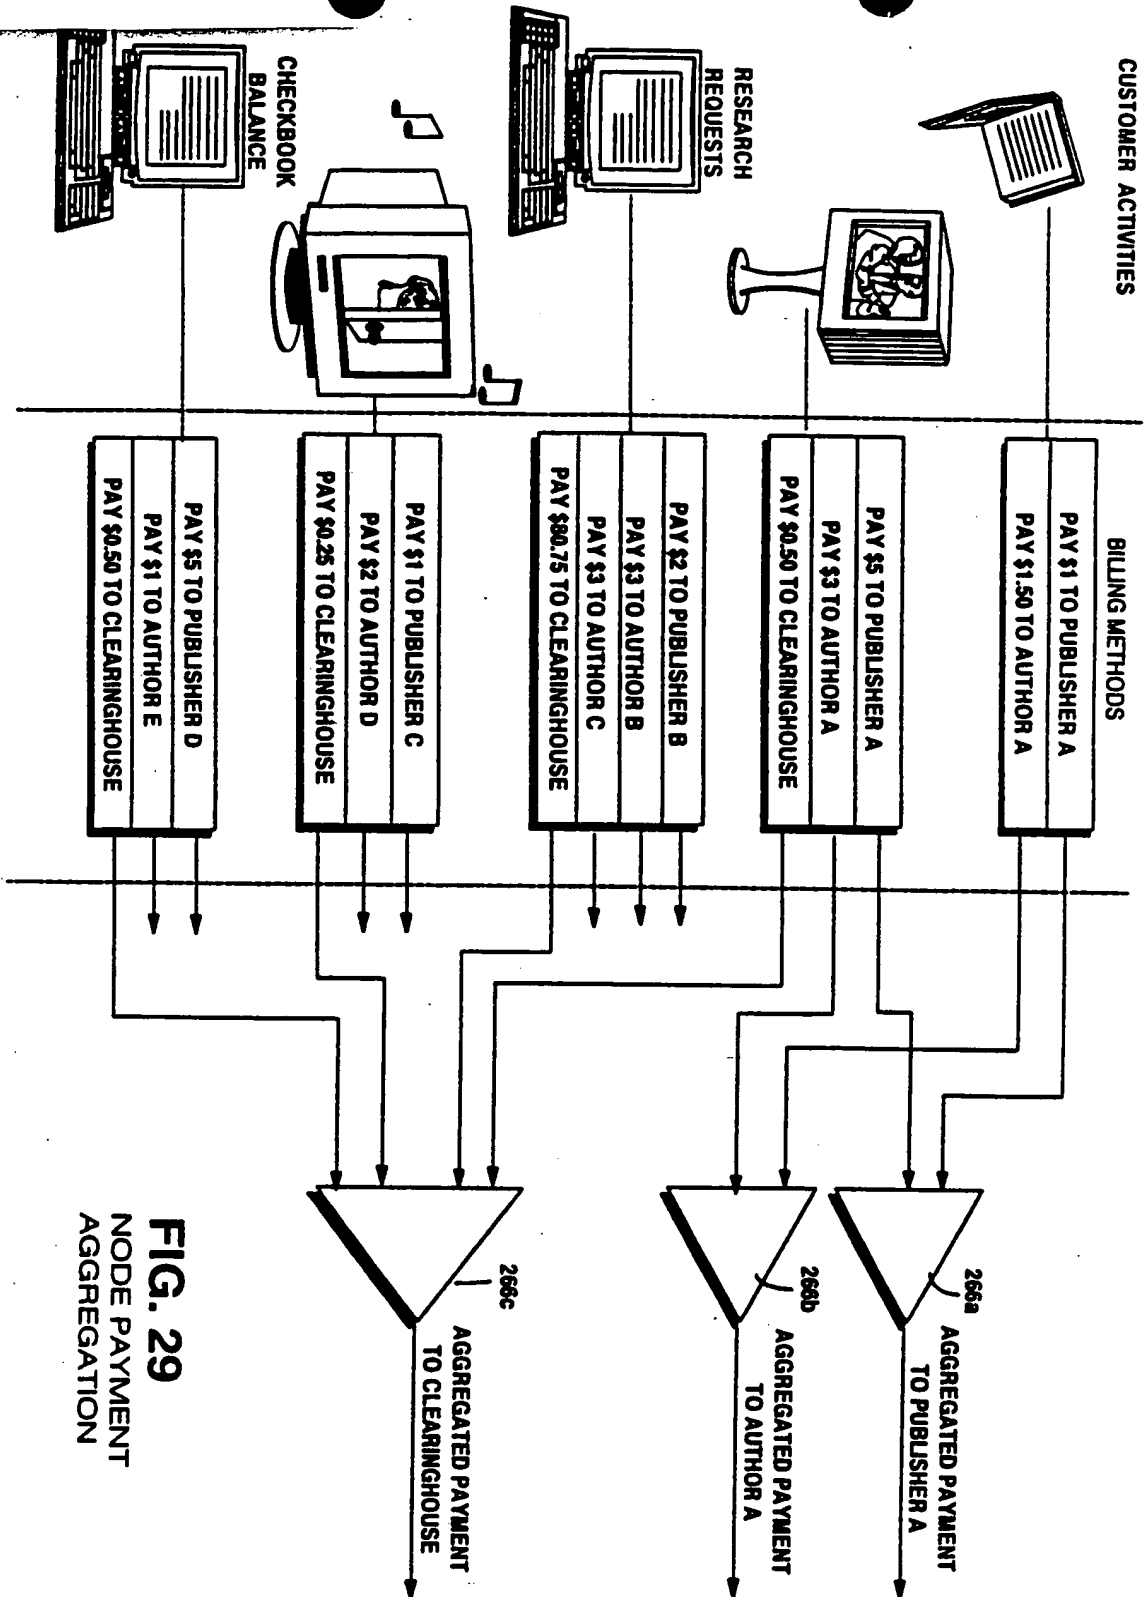 CUSTOMER ACTIVITIES
BILLING METHODS
PAY $1 TO PUBLISHER A
PAY $1.50 TO AUTHOR A
PAY $5 TO PUBLISHER A
PAY $3 TO AUTHOR A
PAY $0.50 TO CLEARINGHOUSE
RESEARCH
REQUESTS
PAY $2 TO PUBLISHER B
PAY $3 TO AUTHOR B
PAY $3 TO AUTHOR C
PAY $80.75 TO CLEARINGHOUSE
PAY $1 TO PUBLISHER C
PAY $2 TO AUTHOR D
PAY $0.25 TO CLEARINGHOUSE
CHECKBOOK
BALANCE
PAY $5 TO PUBLISHER D
PAY $1 TO AUTHOR E
PAY $0.50 TO CLEARINGHOUSE
266a
AGGREGATED PAYMENT
TO PUBLISHER A
266b
AGGREGATED PAYMENT
TO AUTHOR A
266c
AGGREGATED PAYMENT
TO CLEARINGHOUSE
FIG. 29
NODE PAYMENT
AGGREGATION